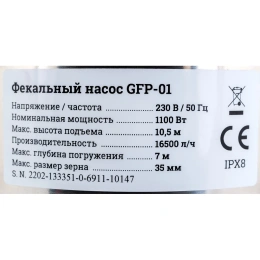 Фекальный насос GFP-01
Напряжение / частота 230 В / 50 Гц
Номинальная мощность 1100 Вт
Макс. высота подъема 10,5 м
Производительность 16500 л/ч
Макс. глубина погружения 7 м
Макс. размер зерна 35 мм
S. N. 2202-133351-0-6911-10147
CE
IPX8